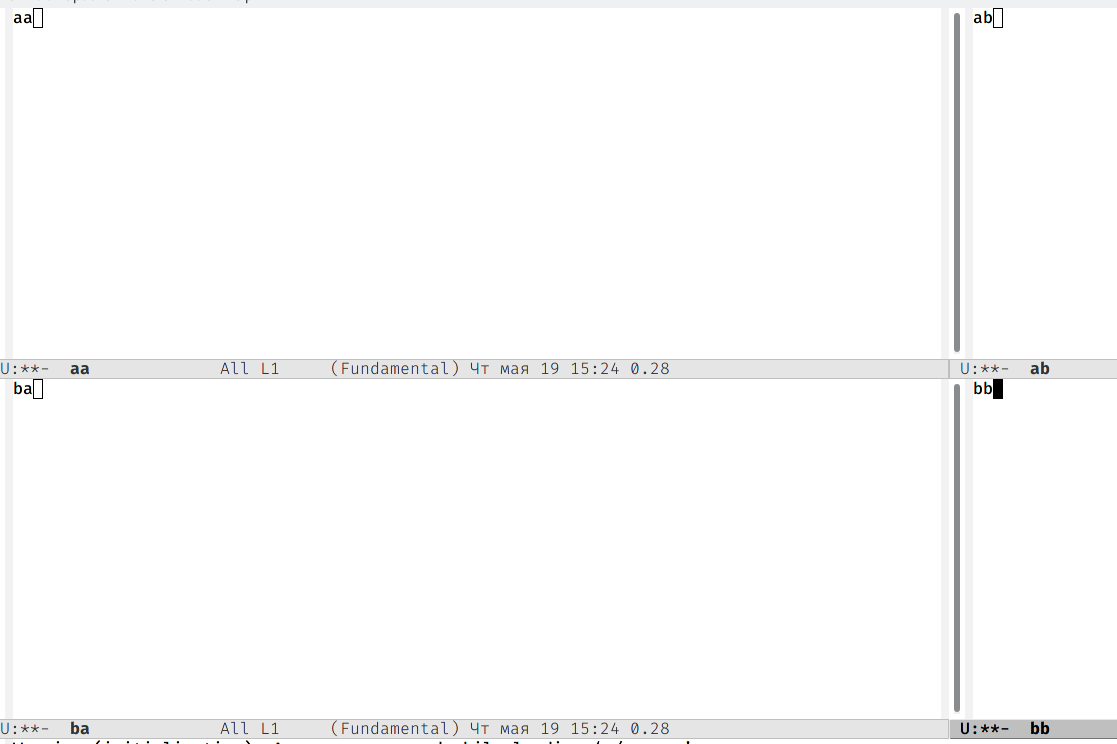 aa
ab
U:**-  aa             All L1     (Fundamental) Чт мая 19 15:24 0.28
U:**-  ab
ba
bb
U:**-  ba             All L1     (Fundamental) Чт мая 19 15:24 0.28
U:**-  bb